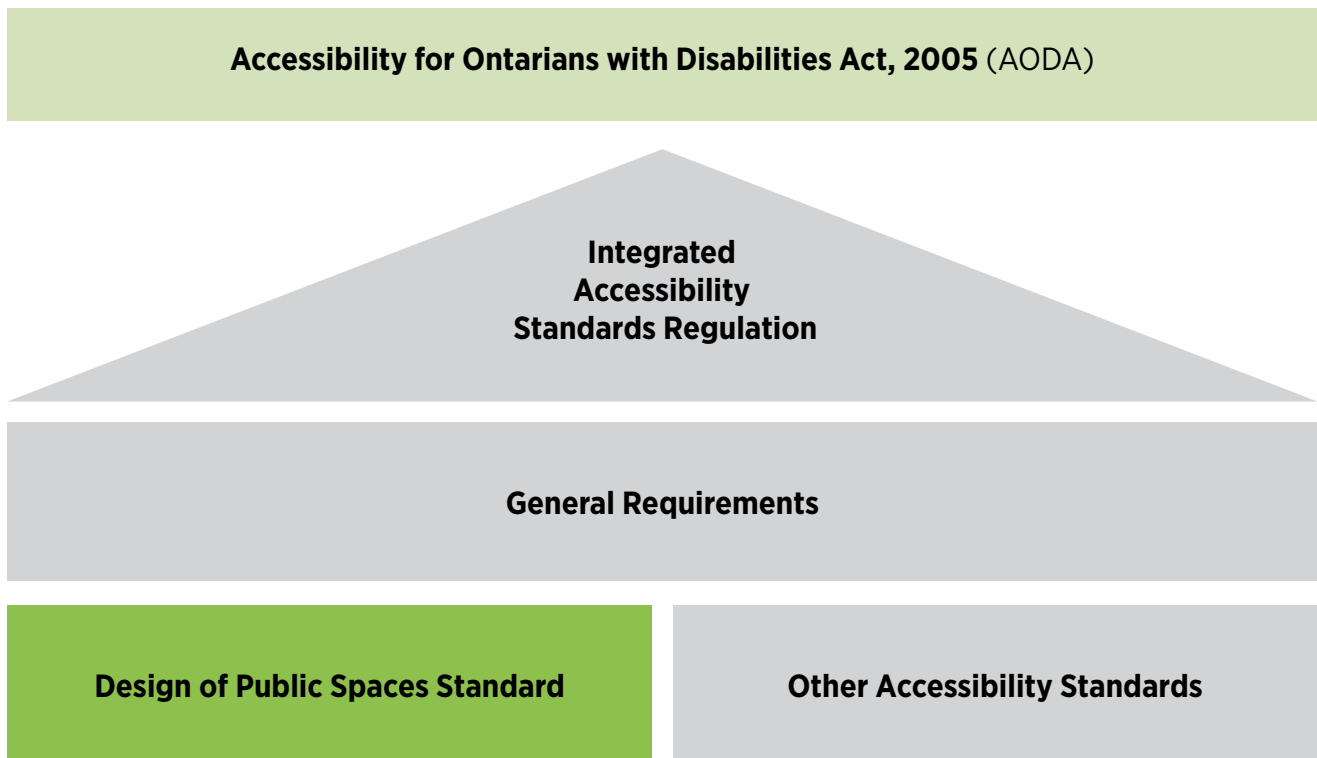 Accessibility for Ontarians with Disabilities Act, 2005 (AODA)
Integrated
Accessibility
Standards Regulation
General Requirements
Design of Public Spaces Standard
Other Accessibility Standards